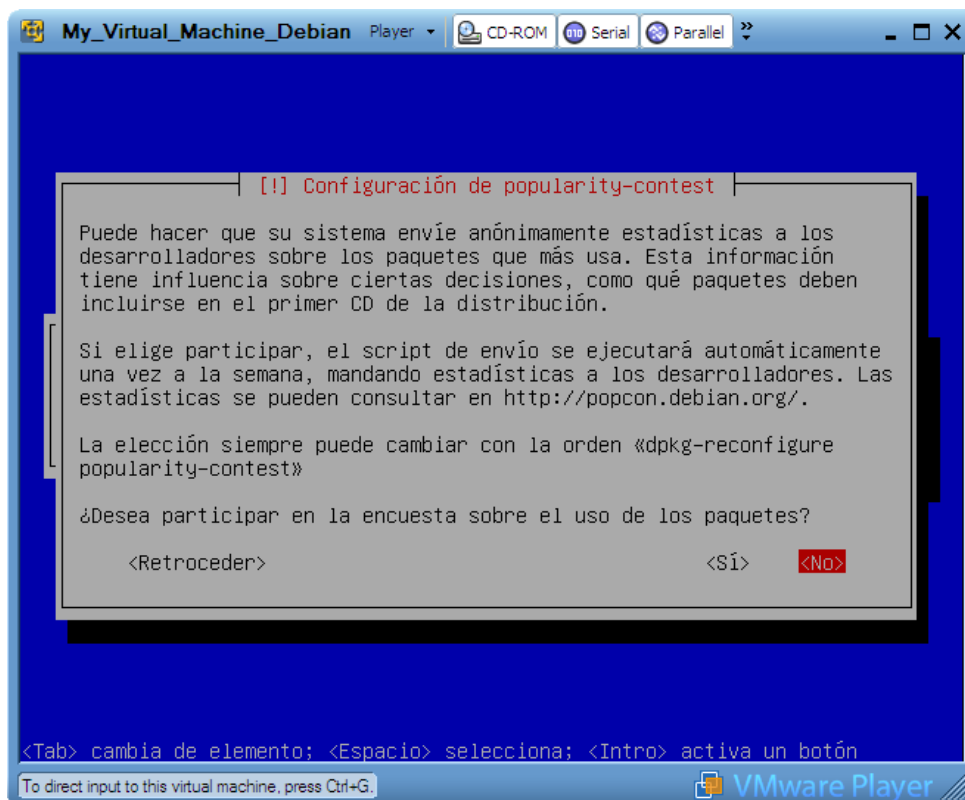 My_Virtual_Machine_Debian Player CD-ROM Serial Parallel
[!] Configuración de popularity-contest
Puede hacer que su sistema envíe anónimamente estadísticas a los
desarrolladores sobre los paquetes que más usa. Esta información
tiene influencia sobre ciertas decisiones, como qué paquetes deben
incluirse en el primer CD de la distribución.
Si elige participar, el script de envío se ejecutará automáticamente
una vez a la semana, mandando estadísticas a los desarrolladores. Las
estadísticas se pueden consultar en http://popcon.debian.org/.
La elección siempre puede cambiar con la orden «dpkg-reconfigure
popularity-contest»
¿Desea participar en la encuesta sobre el uso de los paquetes?
<Retroceder> <Sí> <No>
<Tab> cambia de elemento; <Espacio> selecciona; <Intro> activa un botón
To direct input to this virtual machine, press Ctrl+G. VMware Player